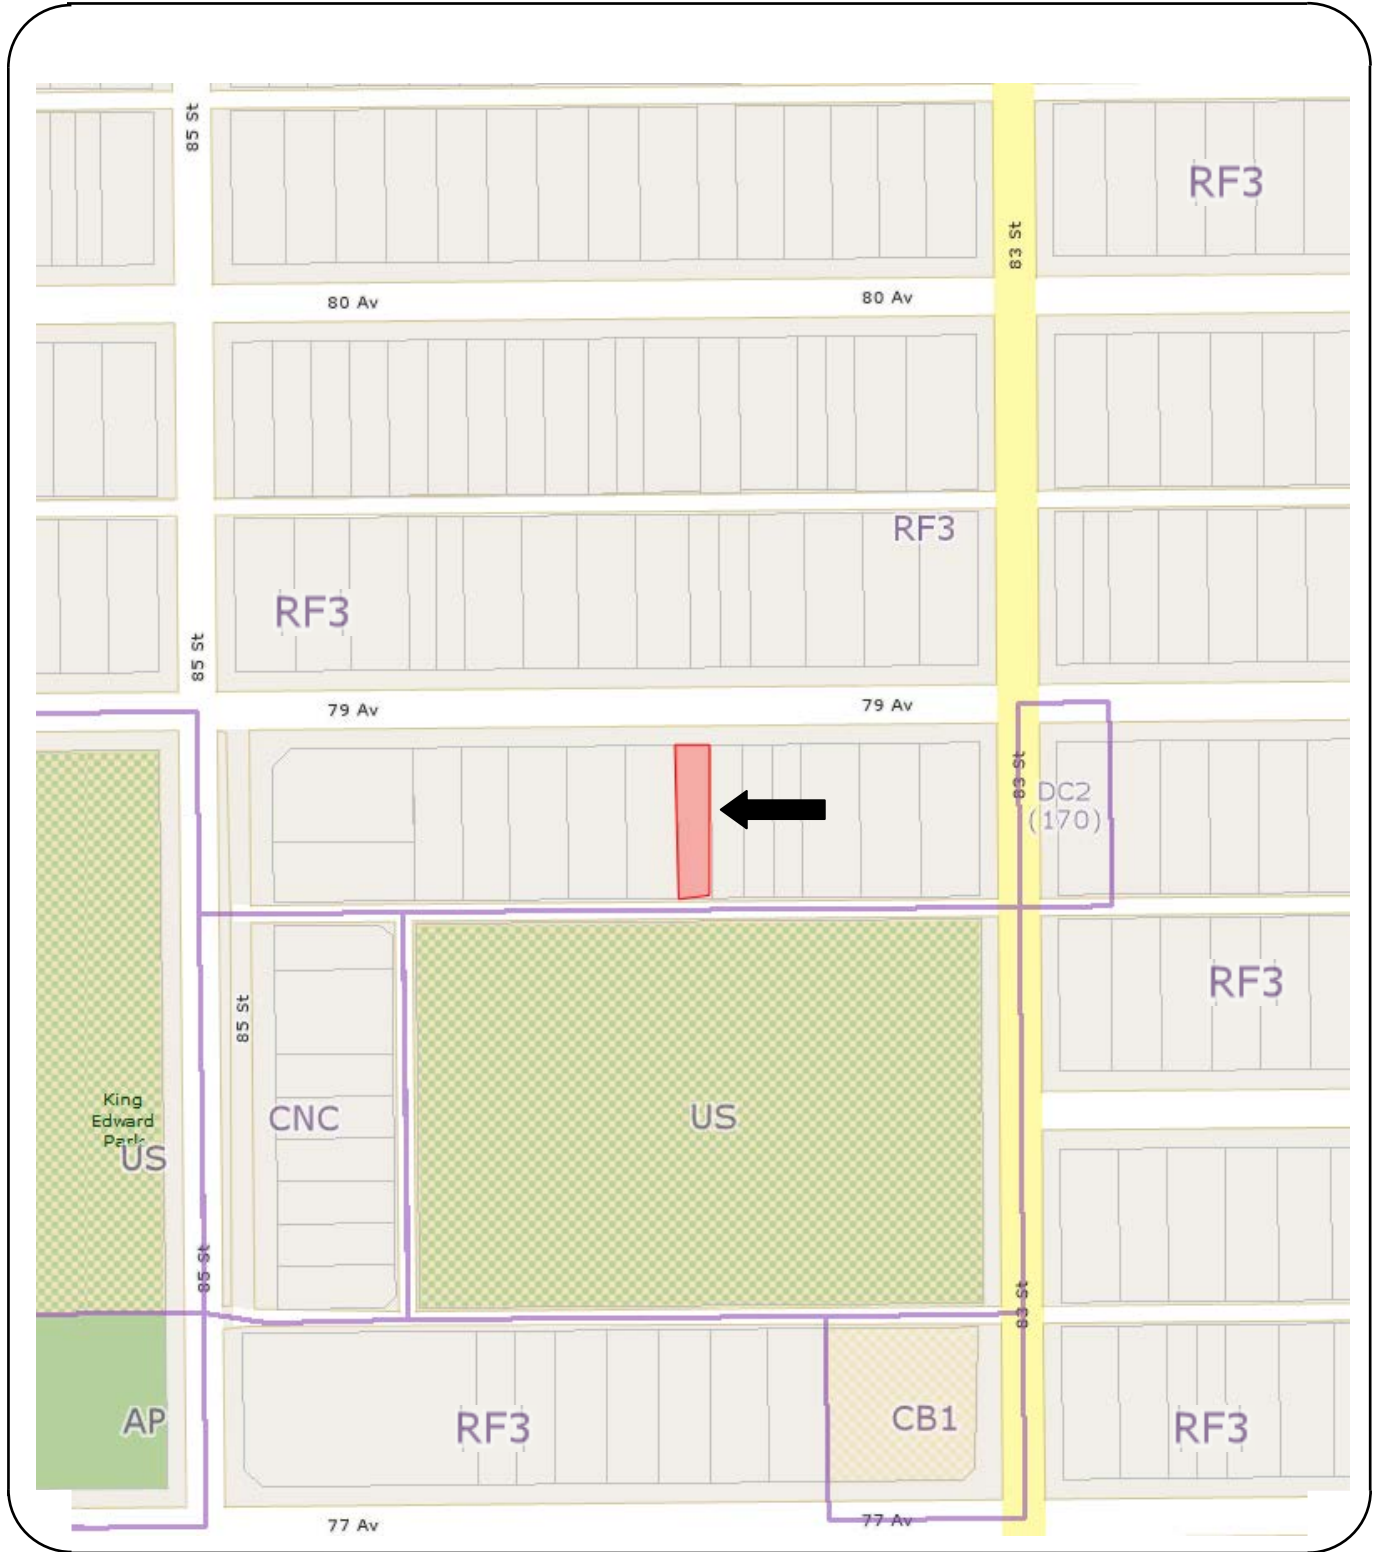 85 St
RF3
83 St
80 Av
80 Av
RF3
RF3
85 St
79 Av
79 Av
83 St
DC2
(170)
RF3
85 St
King
Edward
Park
US
CNC
US
85 St
83 St
AP
RF3
CB1
RF3
77 Av
77 Av